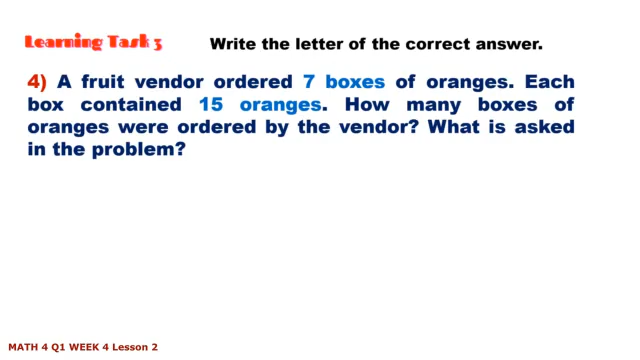 Learning Task 3
Write the letter of the correct answer.
4) A fruit vendor ordered 7 boxes of oranges. Each
box contained 15 oranges. How many boxes of
oranges were ordered by the vendor? What is asked
in the problem?
MATH 4 Q1 WEEK 4 Lesson 2